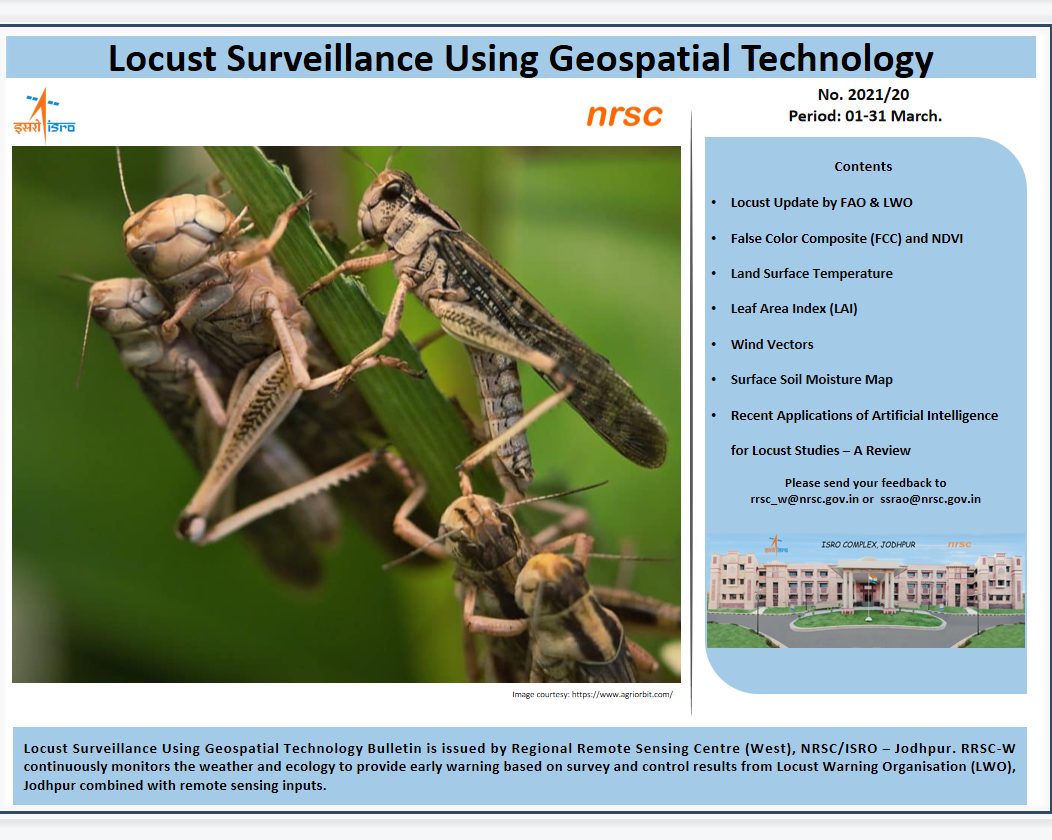 Locust Surveillance Using Geospatial Technology
इसरो isro
nrsc
No. 2021/20
Period: 01-31 March.
Contents
• Locust Update by FAO & LWO
• False Color Composite (FCC) and NDVI
• Land Surface Temperature
• Leaf Area Index (LAI)
• Wind Vectors
• Surface Soil Moisture Map
• Recent Applications of Artificial Intelligence
for Locust Studies – A Review
Please send your feedback to
rrsc_w@nrsc.gov.in or ssrao@nrsc.gov.in
इसरो isro
ISRO COMPLEX, JODHPUR
nrsc
Image courtesy: https://www.agriorbit.com/
Locust Surveillance Using Geospatial Technology Bulletin is issued by Regional Remote Sensing Centre (West), NRSC/ISRO – Jodhpur. RRSC-W
continuously monitors the weather and ecology to provide early warning based on survey and control results from Locust Warning Organisation (LWO),
Jodhpur combined with remote sensing inputs.